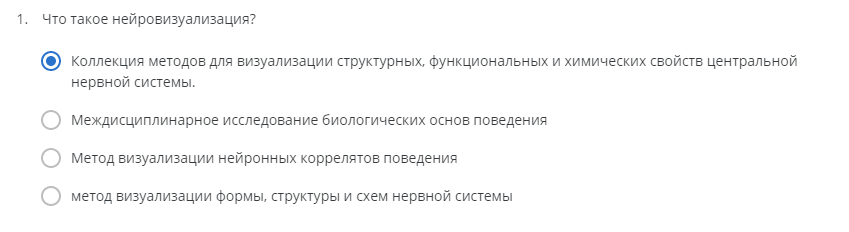 1. Что такое нейровизуализация?
Коллекция методов для визуализации структурных, функциональных и химических свойств центральной
нервной системы.
Междисциплинарное исследование биологических основ поведения
Метод визуализации нейронных коррелятов поведения
метод визуализации формы, структуры и схем нервной системы